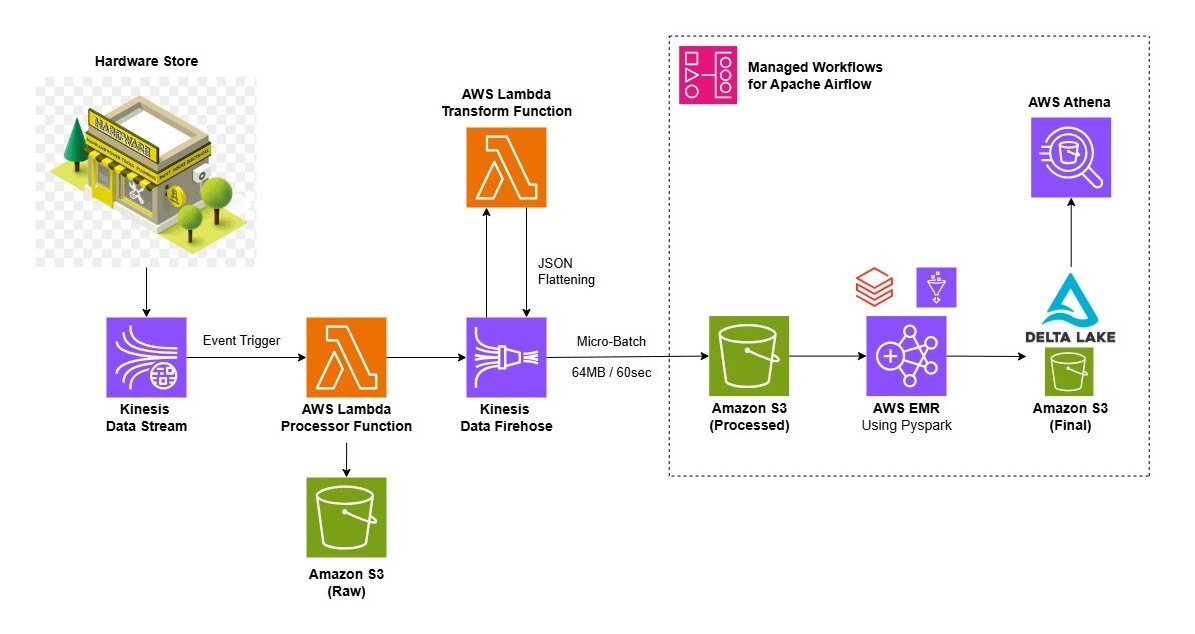 Hardware Store
HARDWARE
AWS Lambda
Transform Function
Managed Workflows
for Apache Airflow
AWS Athena
JSON
Flattening
DELTA LAKE
Event Trigger
Micro-Batch
64MB / 60sec
Kinesis
Data Stream
AWS Lambda
Processor Function
Kinesis
Data Firehose
Amazon S3
(Processed)
AWS EMR
Using Pyspark
Amazon S3
(Final)
Amazon S3
(Raw)